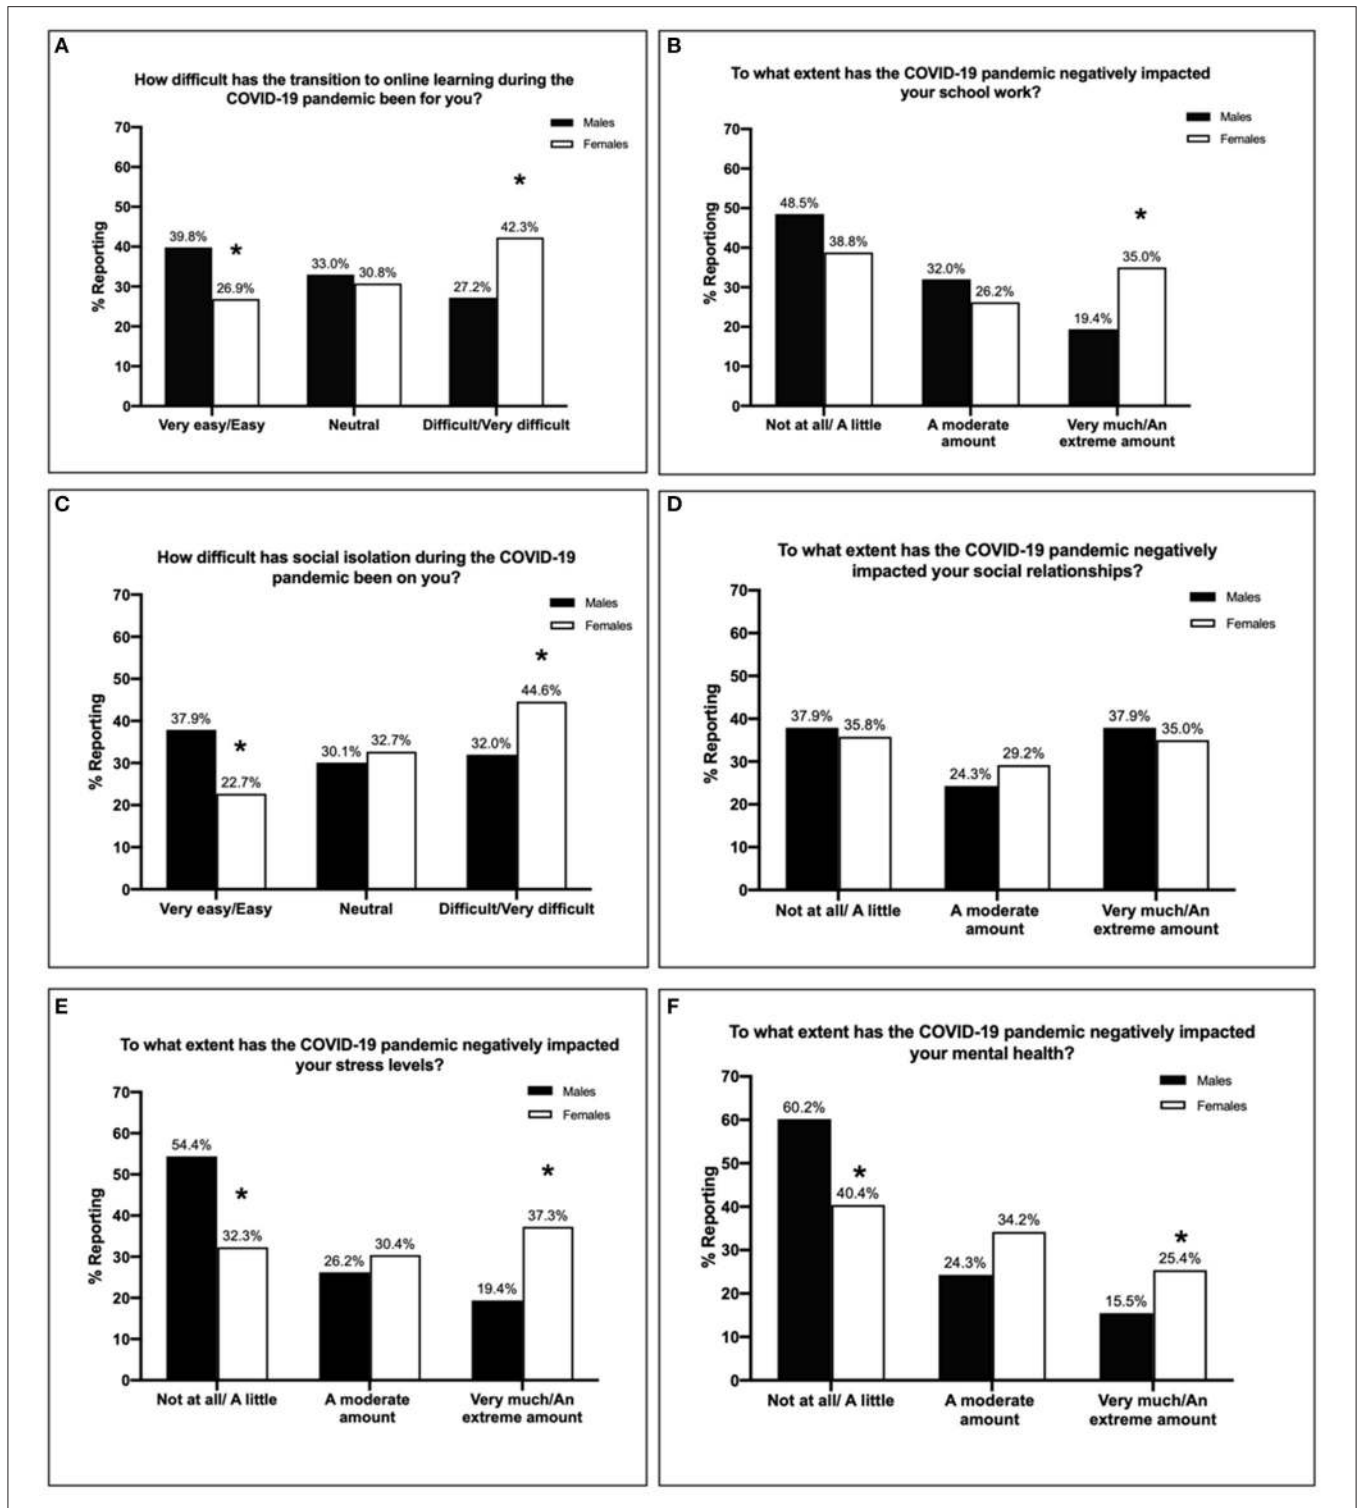 A
How difficult has the transition to online learning during the
COVID-19 pandemic been for you?
Males
Females
% Reporting
70
60
50
40
30
20
10
0
39.8%
*
26.9%
33.0%
30.8%
27.2%
*
42.3%
Very easy/Easy
Neutral
Difficult/Very difficult
B
To what extent has the COVID-19 pandemic negatively impacted
your school work?
Males
Females
% Reportiong
70
60
50
40
30
20
10
0
48.5%
38.8%
32.0%
26.2%
19.4%
*
35.0%
Not at all/ A little
A moderate
amount
Very much/An
extreme amount
C
How difficult has social isolation during the COVID-19
pandemic been on you?
Males
Females
% Reporting
70
60
50
40
30
20
10
0
37.9%
*
22.7%
30.1%
32.7%
32.0%
*
44.6%
Very easy/Easy
Neutral
Difficult/Very difficult
D
To what extent has the COVID-19 pandemic negatively
impacted your social relationships?
Males
Females
% Reporting
70
60
50
40
30
20
10
0
37.9%
35.8%
24.3%
29.2%
37.9%
35.0%
Not at all/ A little
A moderate
amount
Very much/An
extreme amount
E
To what extent has the COVID-19 pandemic negatively impacted
your stress levels?
Males
Females
% Reporting
70
60
50
40
30
20
10
0
54.4%
*
32.3%
26.2%
30.4%
19.4%
*
37.3%
Not at all/ A little
A moderate
amount
Very much/An
extreme amount
F
To what extent has the COVID-19 pandemic negatively impacted
your mental health?
Males
Females
% Reporting
70
60
50
40
30
20
10
0
60.2%
*
40.4%
24.3%
34.2%
15.5%
*
25.4%
Not at all/ A little
A moderate
amount
Very much/An
extreme amount